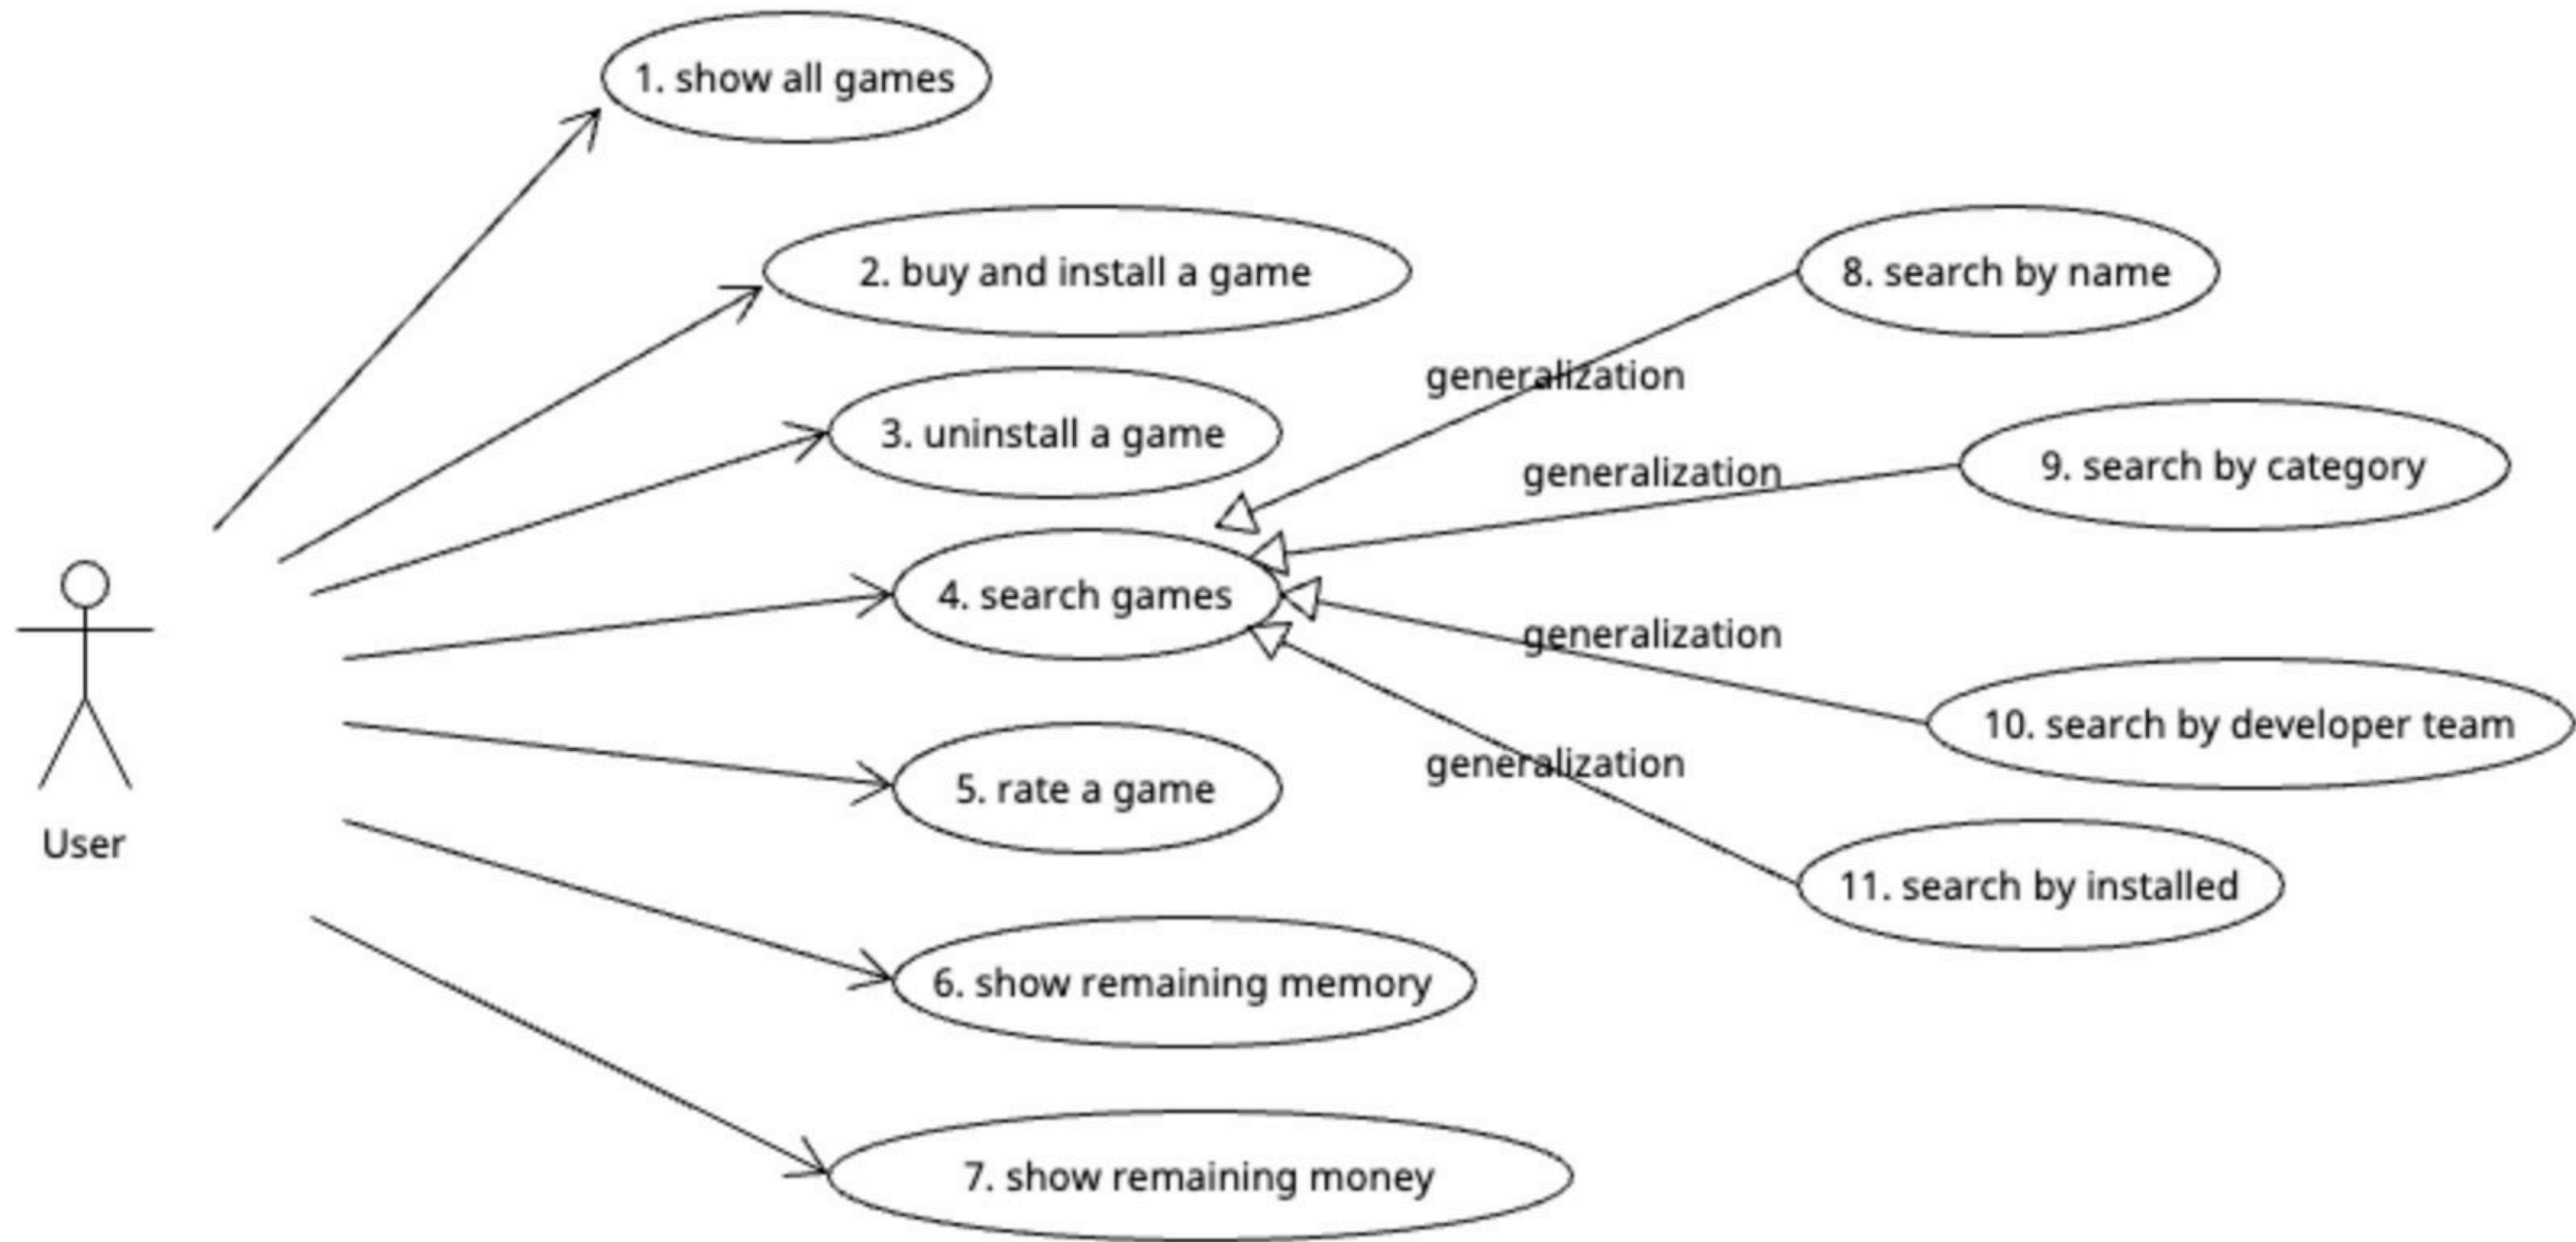 1. show all games
2. buy and install a game
8. search by name
generalization
3. uninstall a game
generalization
9. search by category
4. search games
generalization
10. search by developer team
generalization
5. rate a game
User
11. search by installed
6. show remaining memory
7. show remaining money